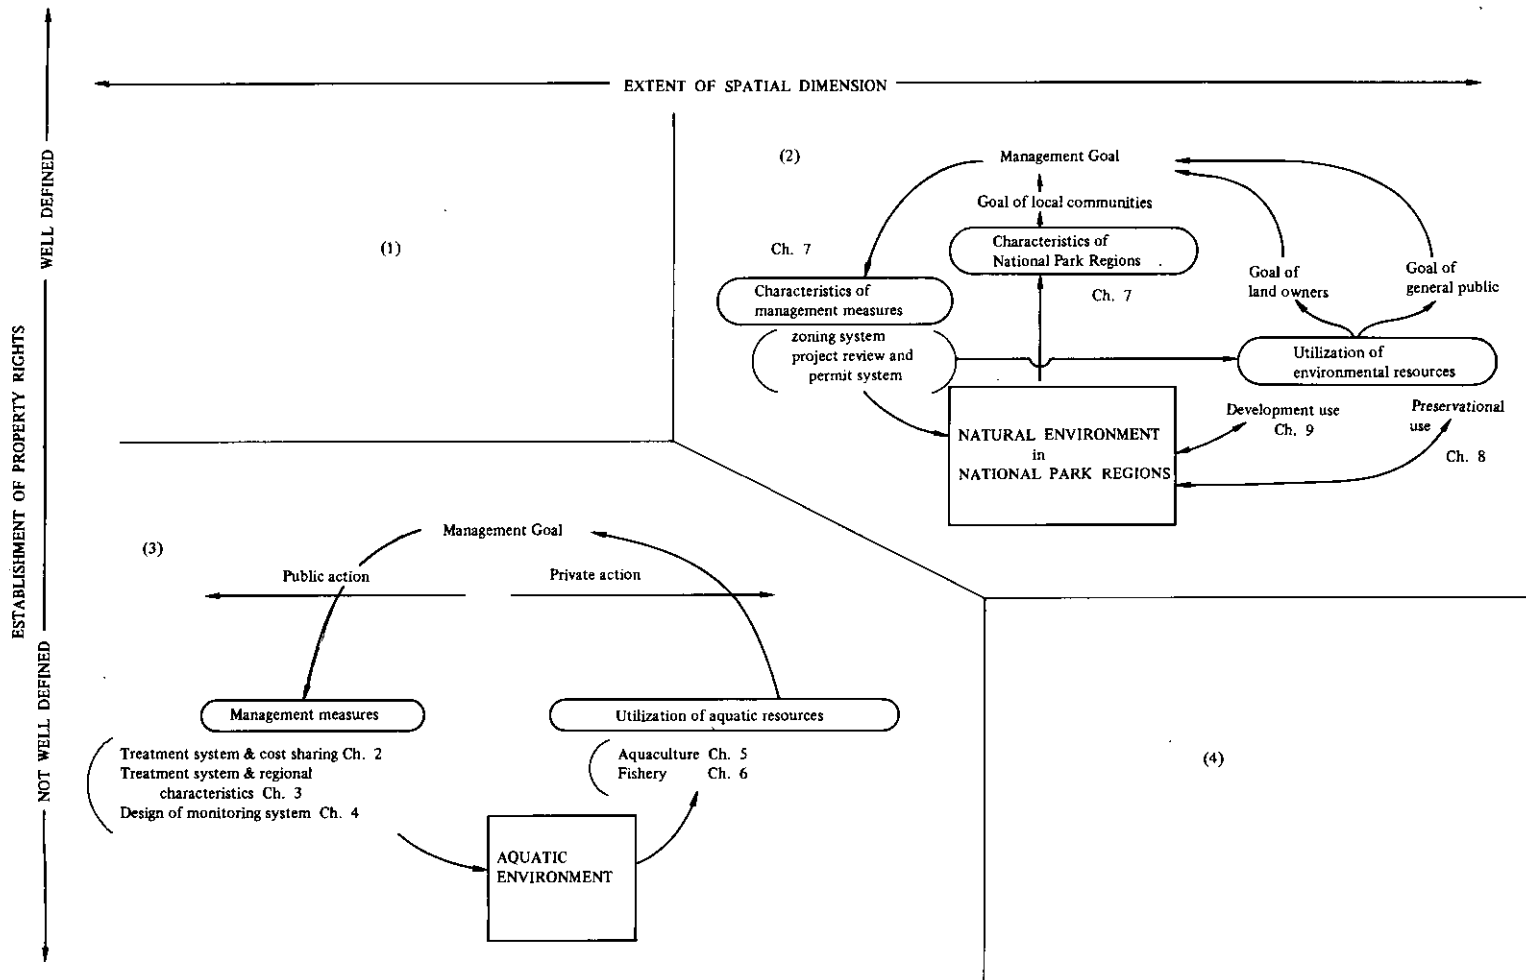 EXTENT OF SPATIAL DIMENSION
ESTABLISHMENT OF PROPERTY RIGHTS
WELL DEFINED
NOT WELL DEFINED
(1)
(2)
Management Goal
Goal of local communities
Characteristics of
National Park Regions
Ch. 7
Ch. 7
Characteristics of
management measures
zoning system
project review and
permit system
Goal of
land owners
Goal of
general public
Utilization of
environmental resources
Development use
Ch. 9
Preservational
use
Ch. 8
NATURAL ENVIRONMENT
in
NATIONAL PARK REGIONS
(3)
Management Goal
Public action
Private action
Management measures
Treatment system & cost sharing Ch. 2
Treatment system & regional
characteristics Ch. 3
Design of monitoring system Ch. 4
Utilization of aquatic resources
Aquaculture Ch. 5
Fishery Ch. 6
AQUATIC
ENVIRONMENT
(4)